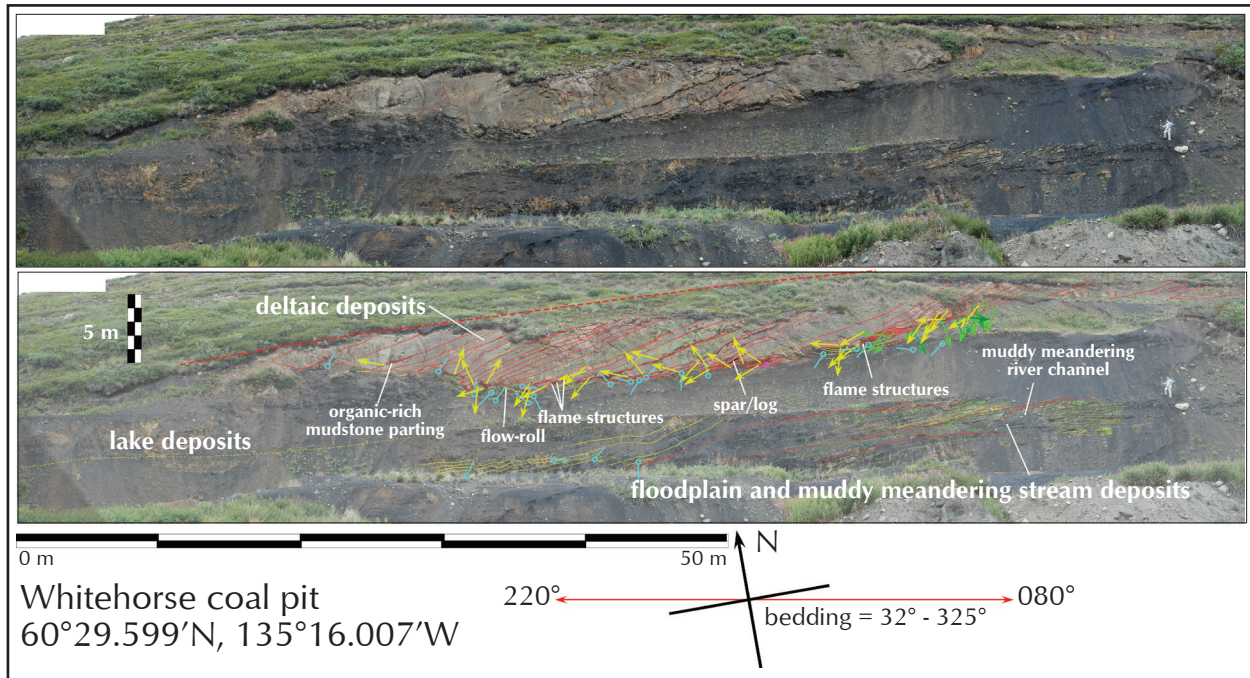 deltaic deposits
5 m
muddy meandering
river channel
organic-rich
mudstone parting
flame structures
flow-roll
spar/log
flame structures
lake deposits
floodplain and muddy meandering stream deposits
0 m
50 m
N
Whitehorse coal pit
60°29.599’N, 135°16.007’W
220°
080°
bedding = 32° - 325°